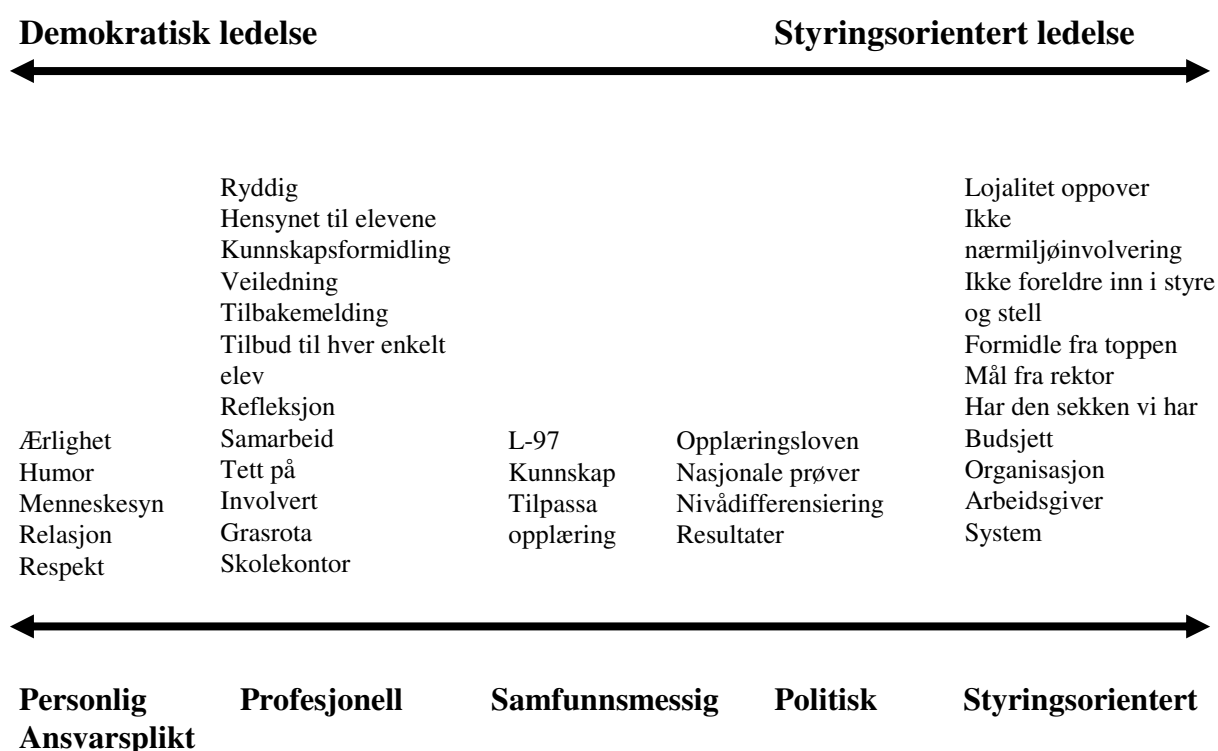 Demokratisk ledelse
Styringsorientert ledelse
Ærlighet
Humor
Menneskesyn
Relasjon
Respekt
Ryddig
Hensynet til elevene
Kunnskapsformidling
Veiledning
Tilbakemelding
Tilbud til hver enkelt
elev
Refleksjon
Samarbeid
Tett på
Involvert
Grasrota
Skolekontor
L-97
Kunnskap
Tilpassa
opplæring
Opplæringsloven
Nasjonale prøver
Nivådifferensiering
Resultater
Lojalitet oppover
Ikke
nærmiljøinvolvering
Ikke foreldre inn i styre
og stell
Formidle fra toppen
Mål fra rektor
Har den sekken vi har
Budsjett
Organisasjon
Arbeidsgiver
System
Personlig
Ansvarsplikt
Profesjonell
Samfunnsmessig
Politisk
Styringsorientert